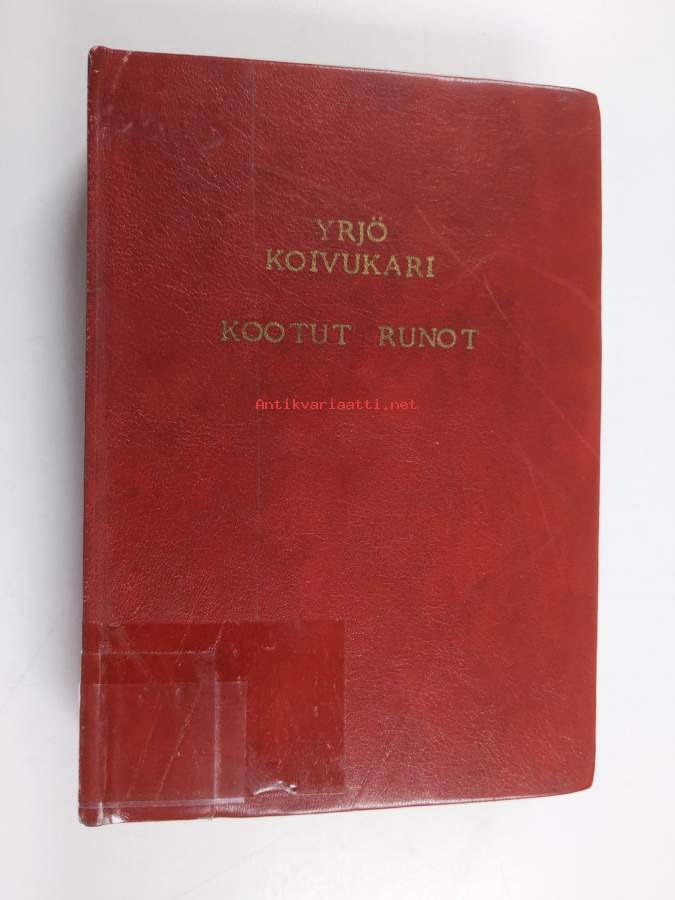 YRJÖ
KOIVUKARI
KOOTUT RUNOT
Antikvariaatti.net